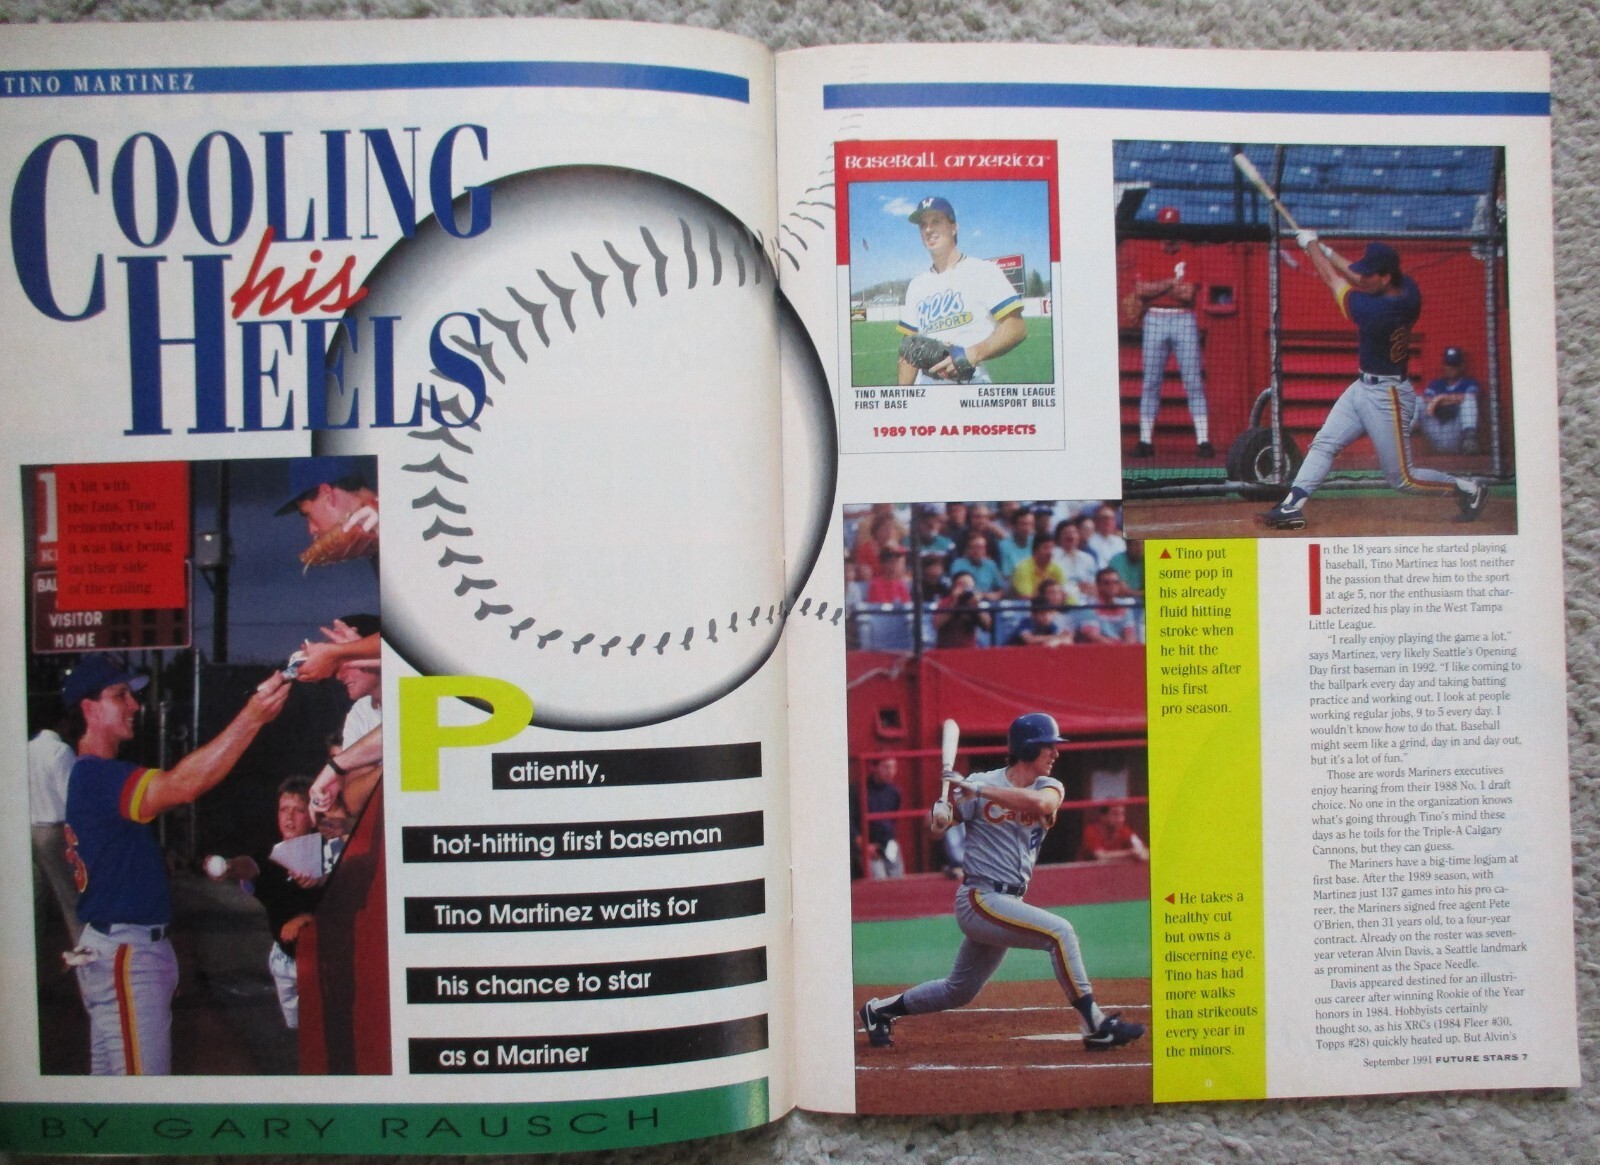 TINO MARTINEZ
COOLING
his
HEELS
A hit with
the fans, Tino
remembers what
it was like being
on their side
of the railing.
VISITOR
HOME
Patiently,
hot-hitting first baseman
Tino Martinez waits for
his chance to star
as a Mariner
BY GARY RAUSCH
BaseBall america
W
Bills
TINO MARTINEZ
FIRST BASE
EASTERN LEAGUE
WILLIAMSPORT BILLS
1989 TOP AA PROSPECTS
▲ Tino put
some pop in
his already
fluid hitting
stroke when
he hit the
weights after
his first
pro season.
◀ He takes a
healthy cut
but owns a
discerning eye.
Tino has had
more walks
than strikeouts
every year in
the minors.
In the 18 years since he started playing
baseball, Tino Martinez has lost neither
the passion that drew him to the sport
at age 5, nor the enthusiasm that char-
acterized his play in the West Tampa
Little League.
"I really enjoy playing the game a lot,"
says Martinez, very likely Seattle's Opening
Day first baseman in 1992. "I like coming to
the ballpark every day and taking batting
practice and working out. I look at people
working regular jobs, 9 to 5 every day. I
wouldn't know how to do that. Baseball
might seem like a grind, day in and day out,
but it's a lot of fun."
Those are words Mariners executives
enjoy hearing from their 1988 No. 1 draft
choice. No one in the organization knows
what's going through Tino's mind these
days as he toils for the Triple-A Calgary
Cannons, but they can guess.
The Mariners have a big-time logjam at
first base. After the 1989 season, with
Martinez just 137 games into his pro ca-
reer, the Mariners signed free agent Pete
O'Brien, then 31 years old, to a four-year
contract. Already on the roster was seven-
year veteran Alvin Davis, a Seattle landmark
as prominent as the Space Needle.
Davis appeared destined for an illustri-
ous career after winning Rookie of the Year
honors in 1984. Hobbyists certainly
thought so, as his XRCs (1984 Fleer #30,
Topps #28) quickly heated up. But Alvin's
September 1991 FUTURE STARS 7